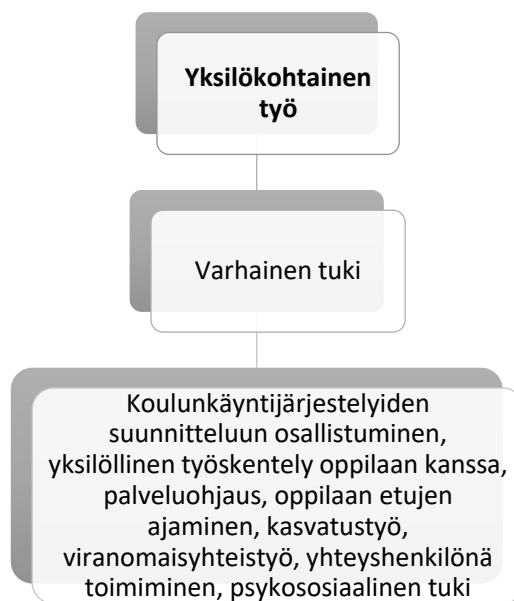 Yksilökohtainen
työ
Varhainen tuki
Koulunkäyntijärjestelyiden
suunnitteluun osallistuminen,
yksilöllinen työskentely oppilaan kanssa,
palveluohjaus, oppilaan etujen
ajaminen, kasvatustyö,
viranomaisyhteistyö, yhteyshenkilönä
toimiminen, psykososiaalinen tuki